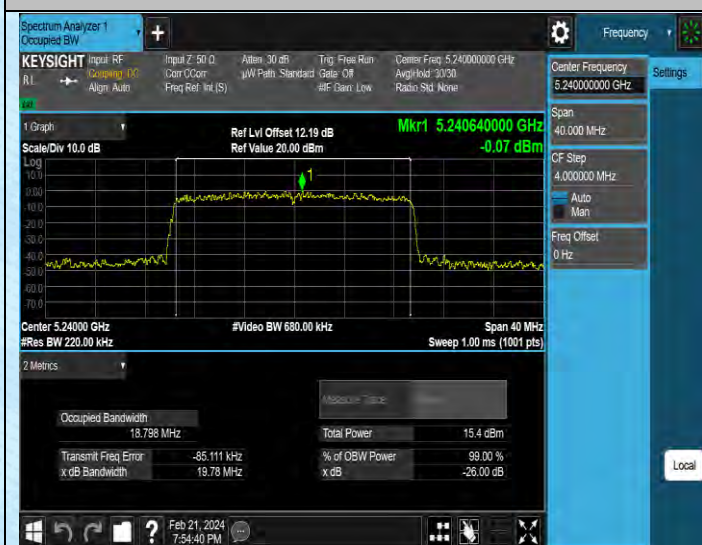 Spectrum Analyzer 1
Occupied BW
+
Frequency
KEYSIGHT Input: RF
RL Coupling: DC
Align: Auto
Input Z: 50 Ω
Corr CCorr
Freq Ref: Int (S)
Atten: 30 dB
µW Path: Standard
Trig: Free Run
Gate: Off
#IF Gain: Low
Center Freq: 5.240000000 GHz
Avg|Hold: 30/30
Radio Std: None
Center Frequency
5.240000000 GHz
Settings
Span
40.000 MHz
CF Step
4.000000 MHz
Auto
Man
Freq Offset
0 Hz
Local
1 Graph
Scale/Div 10.0 dB
Ref Lvl Offset 12.19 dB
Ref Value 20.00 dBm
Mkr1 5.240640000 GHz
-0.07 dBm
Log
10.0
0.00
-10.0
-20.0
-30.0
-40.0
-50.0
-60.0
-70.0
1
Center 5.24000 GHz
#Res BW 220.00 kHz
#Video BW 680.00 kHz
Span 40 MHz
Sweep 1.00 ms (1001 pts)
2 Metrics
Measure Trace
Occupied Bandwidth
18.798 MHz
Total Power 15.4 dBm
Transmit Freq Error -85.111 kHz
% of OBW Power 99.00 %
x dB Bandwidth 19.78 MHz
x dB -26.00 dB
?
Feb 21, 2024
7:54:40 PM